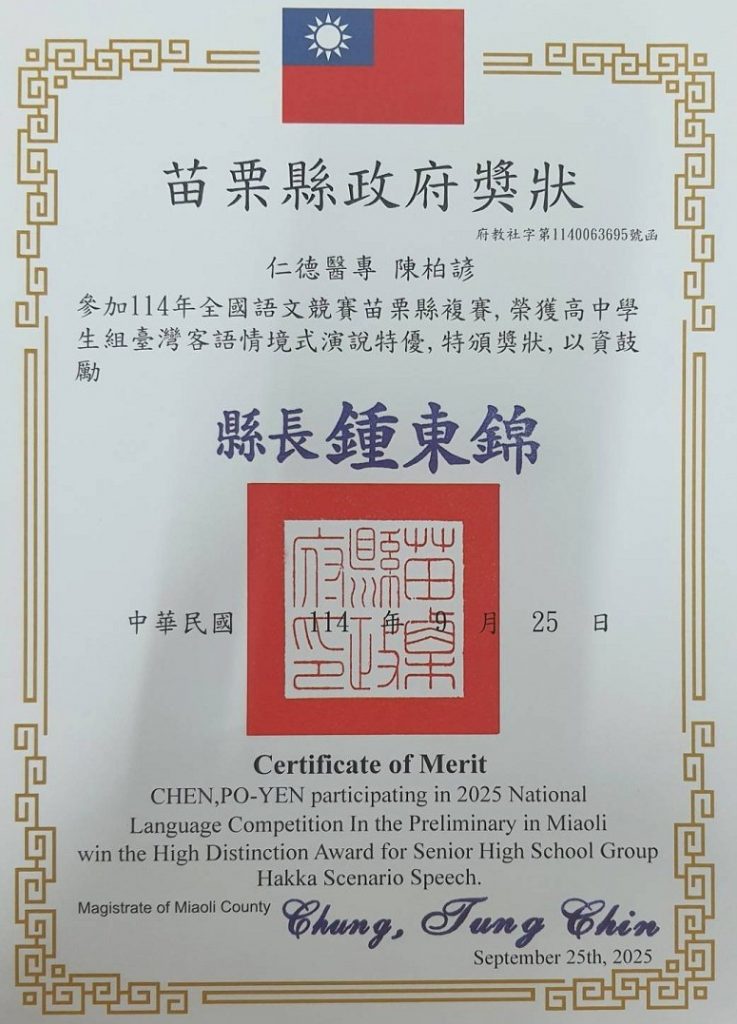 苗栗縣政府獎狀
府教社字第1140063695號函
仁德醫專 陳柏諺
參加114年全國語文競賽苗栗縣複賽, 榮獲高中學
生組臺灣客語情境式演說特優, 特頒獎狀, 以資鼓
勵
縣長鍾東錦
苗栗縣政府印
中華民國 114 年 9 月 25 日
Certificate of Merit
CHEN,PO-YEN participating in 2025 National
Language Competition In the Preliminary in Miaoli
win the High Distinction Award for Senior High School Group
Hakka Scenario Speech.
Magistrate of Miaoli County Chung, Tung Chin
September 25th, 2025